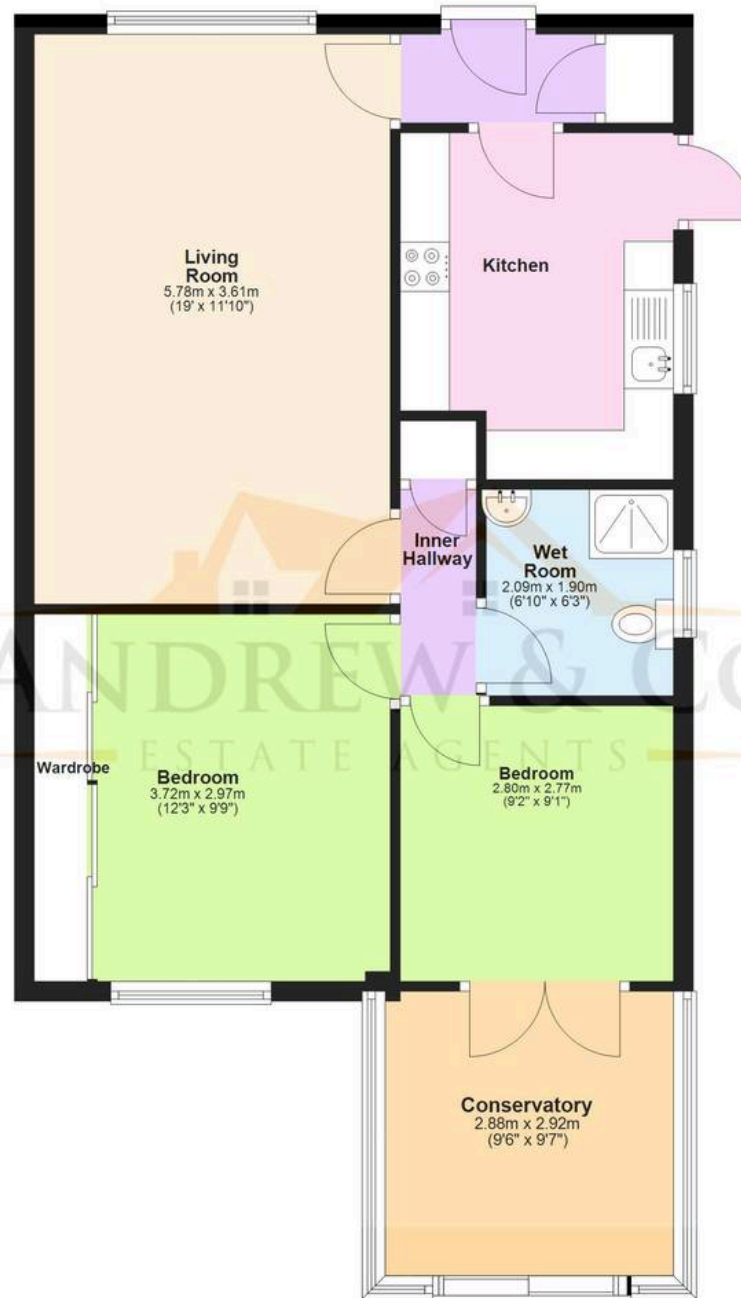 Living
Room
5.78m x 3.61m
(19' x 11'10")
Kitchen
Inner
Hallway
Wet
Room
2.09m x 1.90m
(6'10" x 6'3")
ANDREW & CO
ESTATE AGENTS
Wardrobe
Bedroom
3.72m x 2.97m
(12'3" x 9'9")
Bedroom
2.80m x 2.77m
(9'2" x 9'1")
Conservatory
2.88m x 2.92m
(9'6" x 9'7")